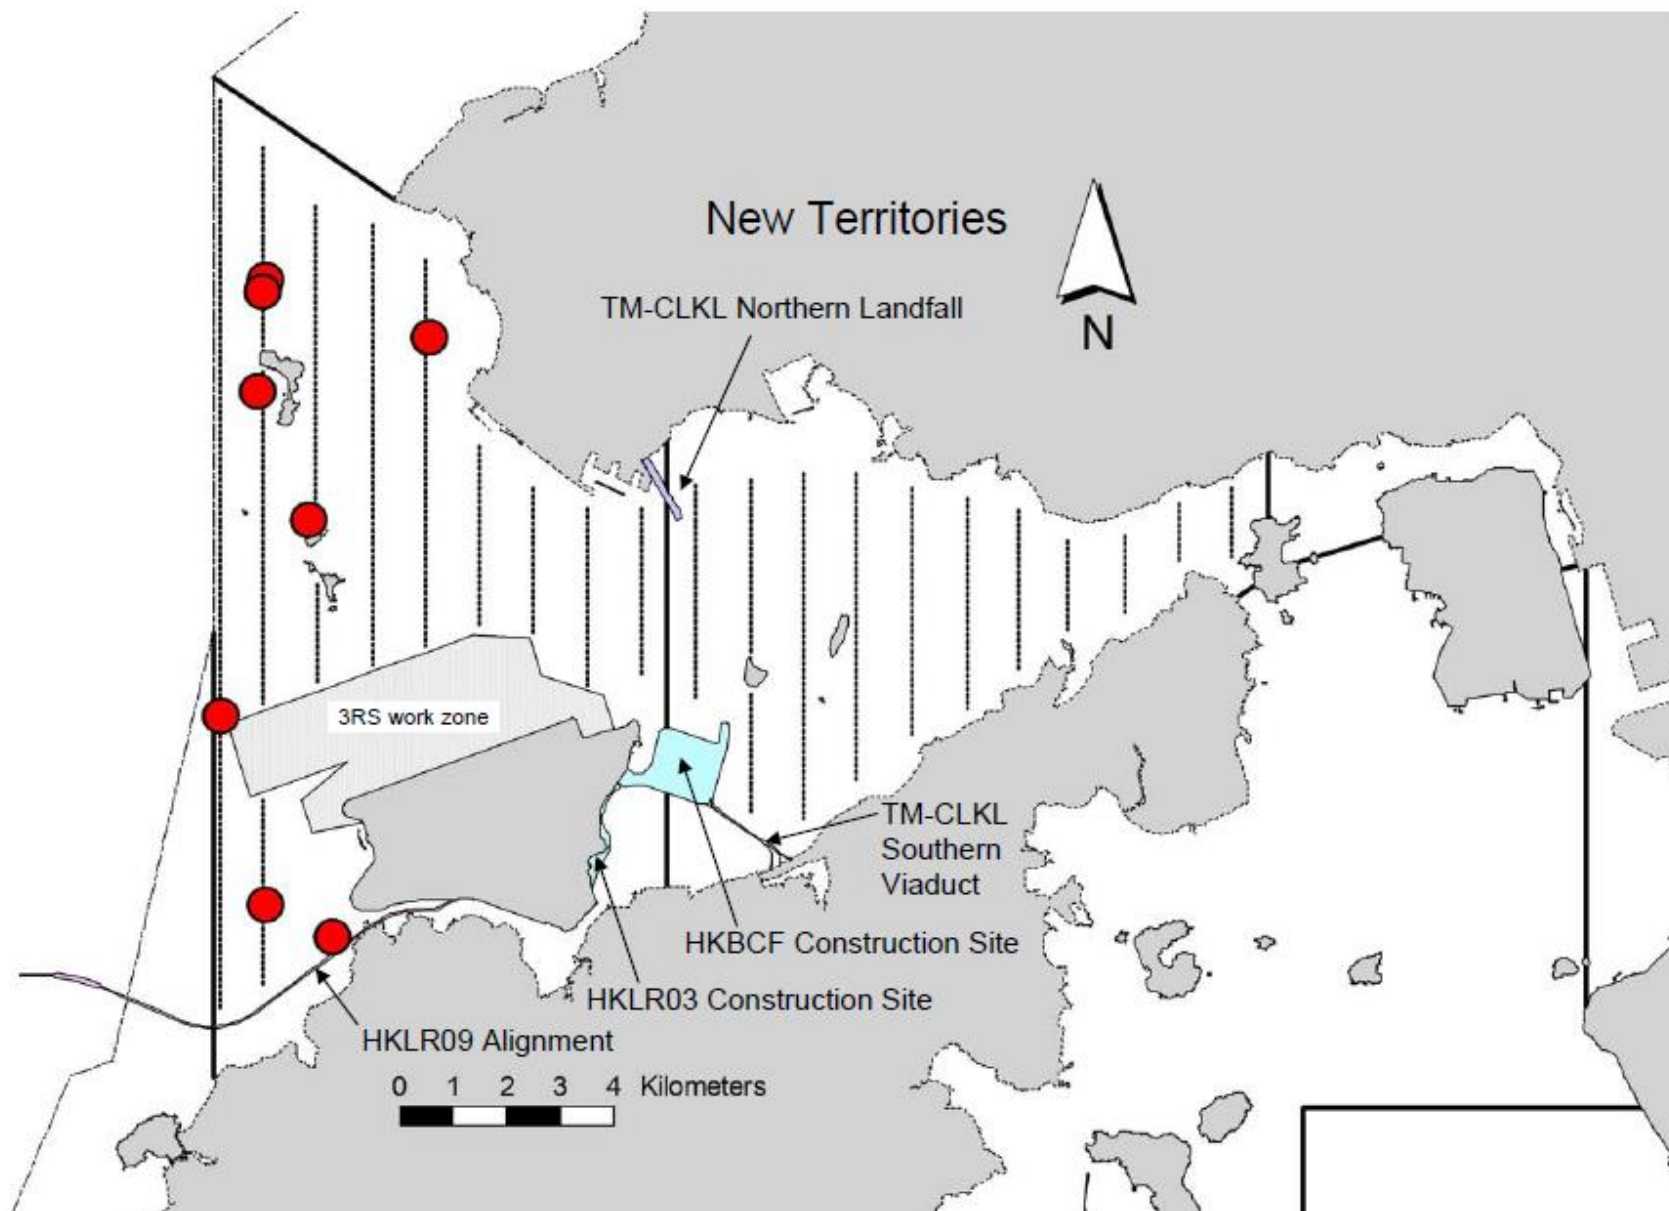 New Territories
TM-CLKL Northern Landfall
N
3RS work zone
TM-CLKL
Southern
Viaduct
HKBCF Construction Site
HKLR03 Construction Site
HKLR09 Alignment
0 1 2 3 4 Kilometers